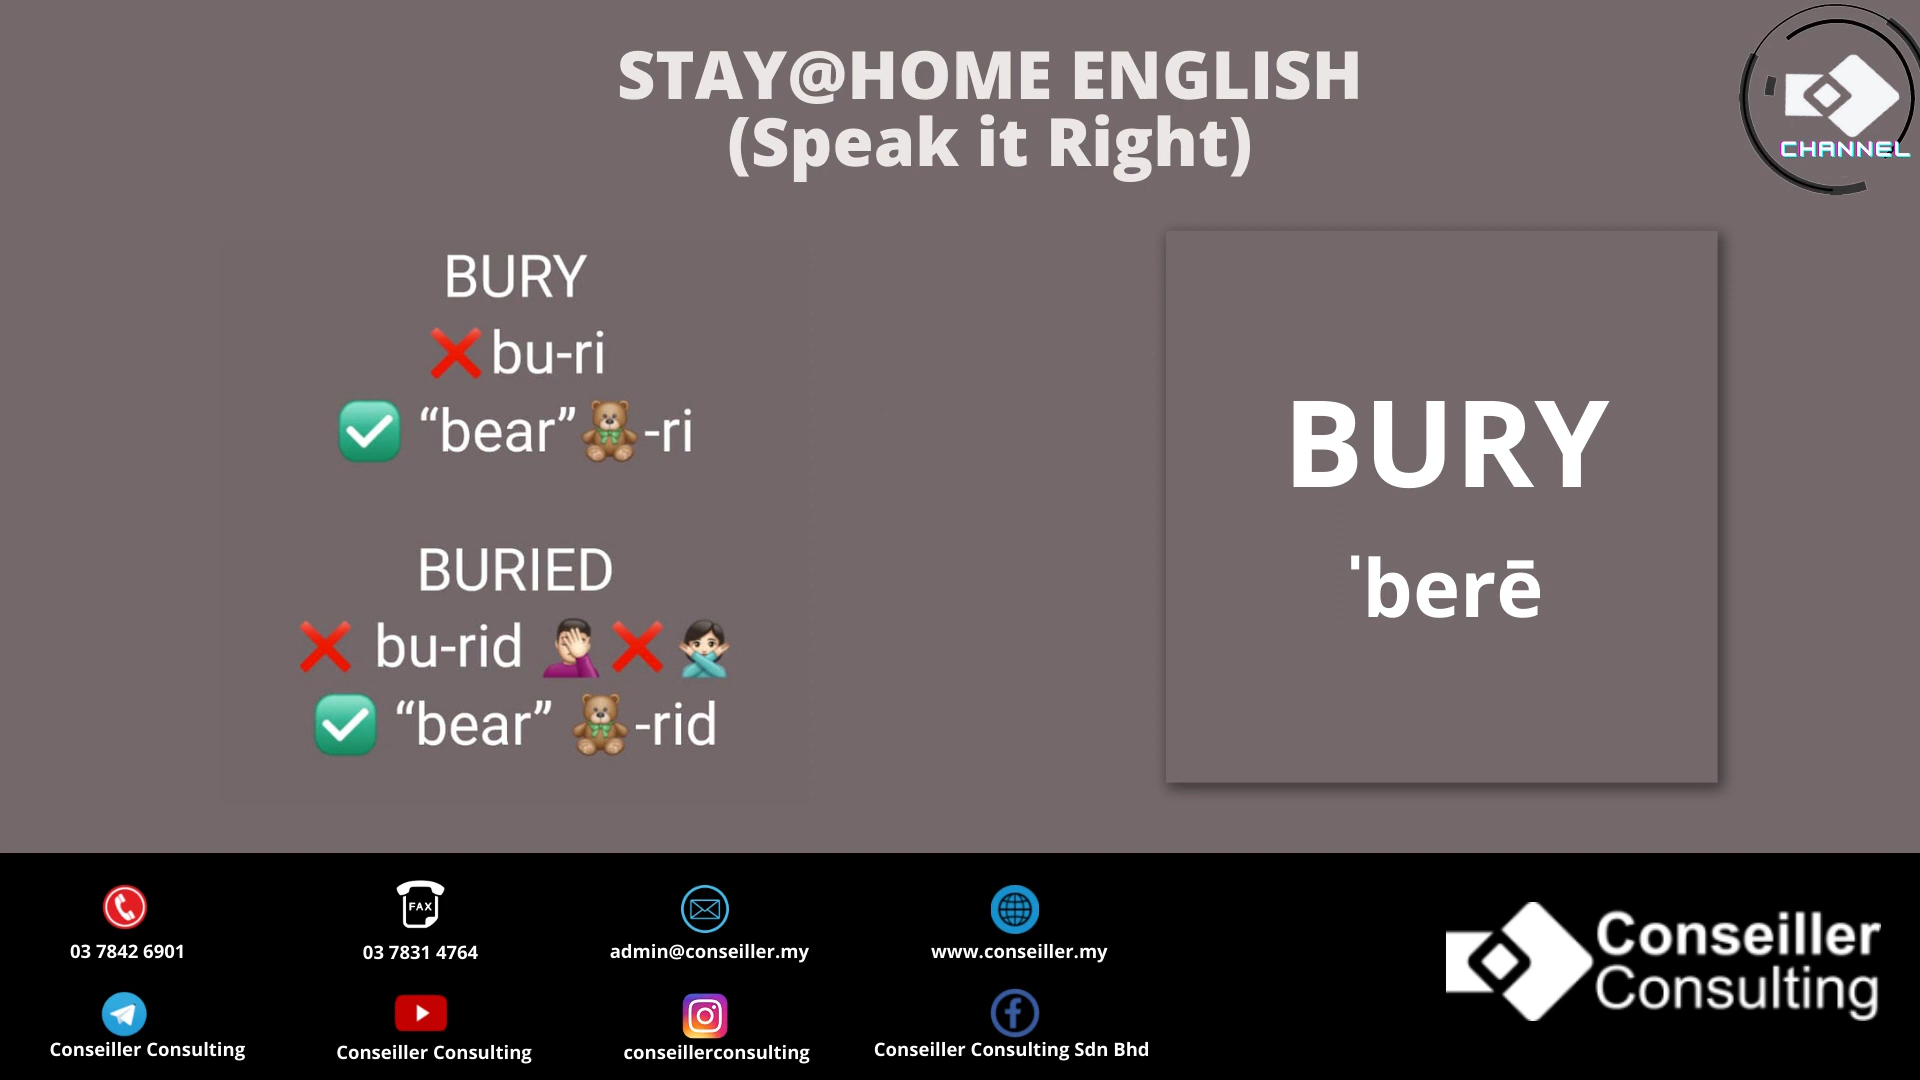 STAY@HOME ENGLISH
(Speak it Right)
CHANNEL
BURY
❌bu-ri
✅ “bear”🧸-ri
BURIED
❌ bu-rid 🤦🏻‍♂️❌🙅🏻‍♀️
✅ “bear” 🧸-rid
BURY
ˈberē
03 7842 6901
FAX
03 7831 4764
admin@conseiller.my
www.conseiller.my
Conseiller Consulting
Conseiller Consulting
conseillerconsulting
Conseiller Consulting Sdn Bhd
Conseiller
Consulting